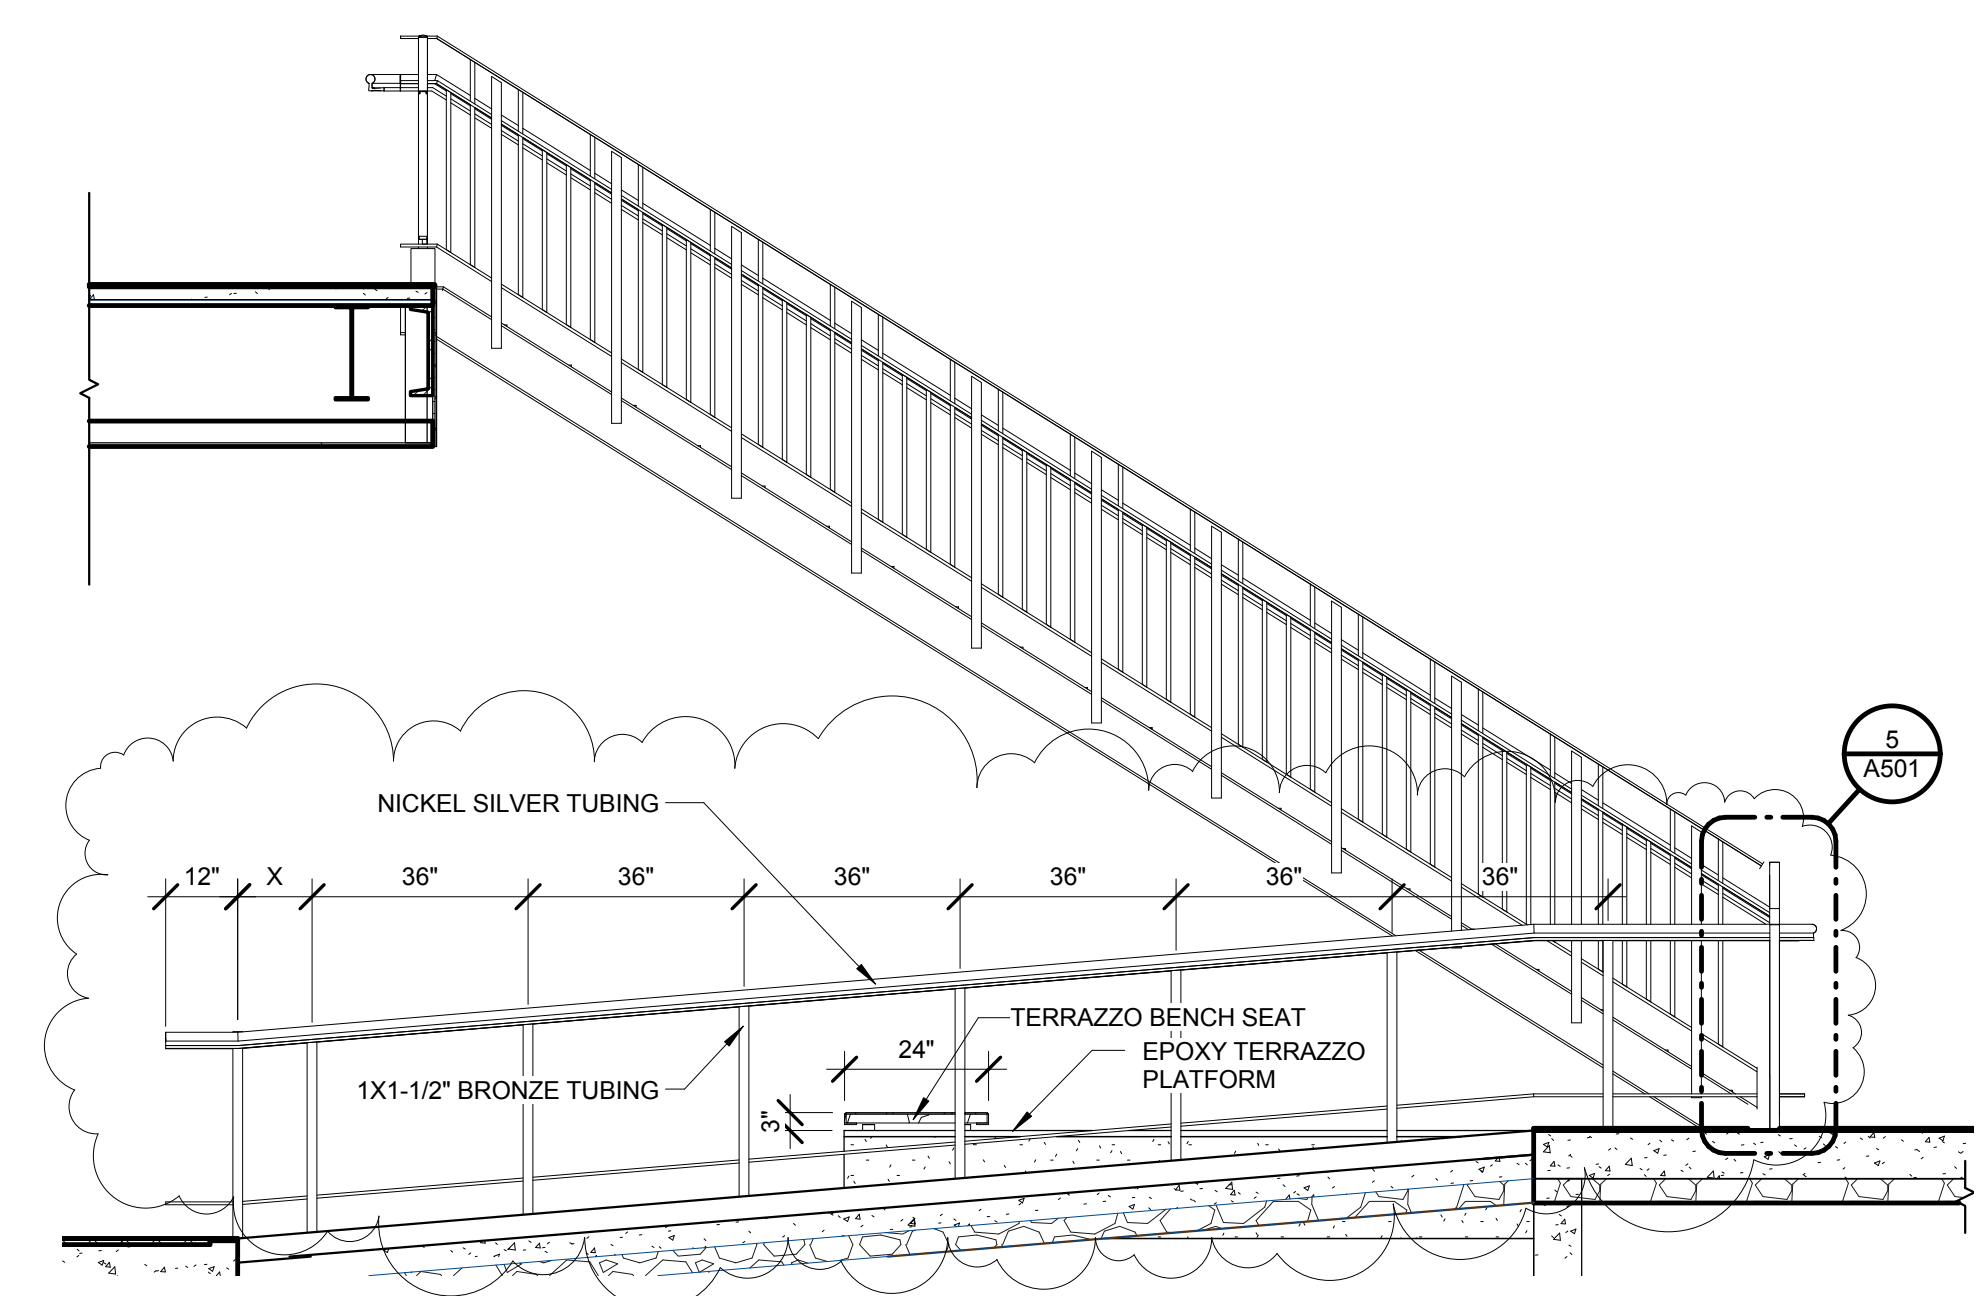 5
A501
NICKEL SILVER TUBING
12" X 36" 36" 36" 36" 36" 36"
TERRAZZO BENCH SEAT
24"
EPOXY TERRAZZO
PLATFORM
1X1-1/2" BRONZE TUBING
3"